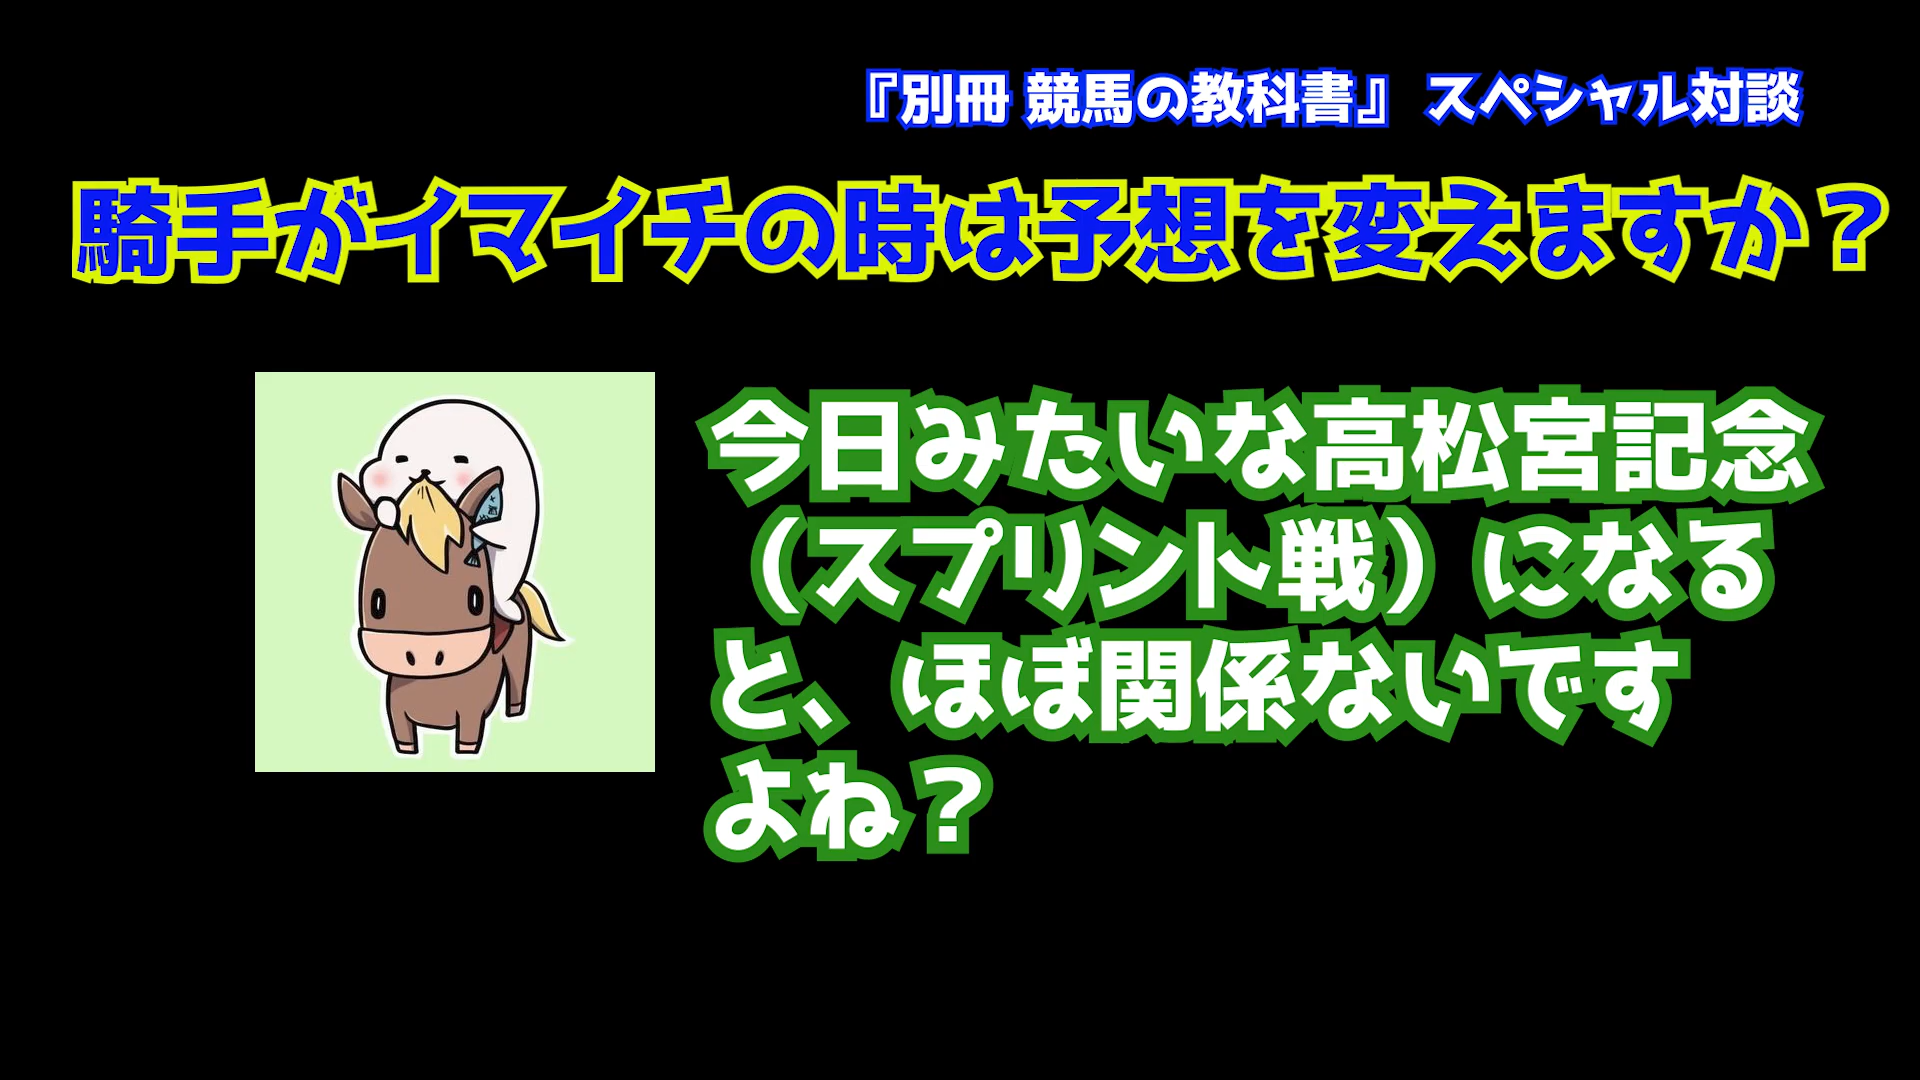 『別冊 競馬の教科書』 スペシャル対談
騎手がイマイチの時は予想を変えますか？
今日みたいな高松宮記念
（スプリント戦）になる
と、ほぼ関係ないです
よね？